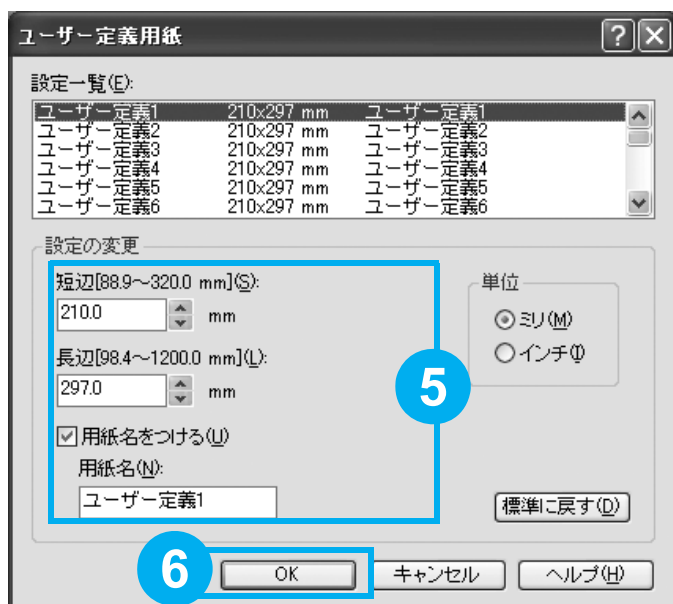 ユーザー定義用紙
設定一覧(E):
ユーザー定義1 210x297 mm ユーザー定義1
ユーザー定義2 210x297 mm ユーザー定義2
ユーザー定義3 210x297 mm ユーザー定義3
ユーザー定義4 210x297 mm ユーザー定義4
ユーザー定義5 210x297 mm ユーザー定義5
ユーザー定義6 210x297 mm ユーザー定義6
設定の変更
短辺[88.9～320.0 mm](S):
210.0 mm
長辺[98.4～1200.0 mm](L):
297.0 mm
用紙名をつける(U)
用紙名(N):
ユーザー定義1
5
単位
ミリ(M)
インチ(I)
標準に戻す(D)
6
OK キャンセル ヘルプ(H)